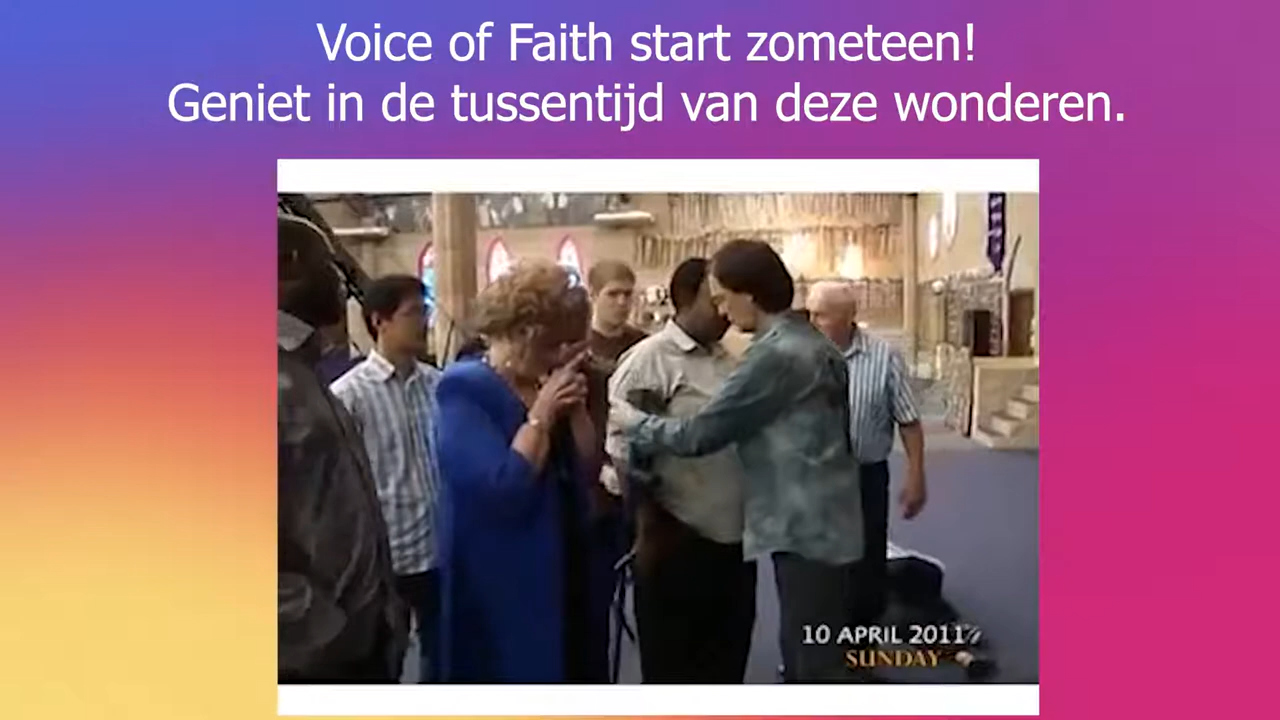 Voice of Faith start zometeen!
Geniet in de tussentijd van deze wonderen.
10 APRIL 2011
SUNDAY